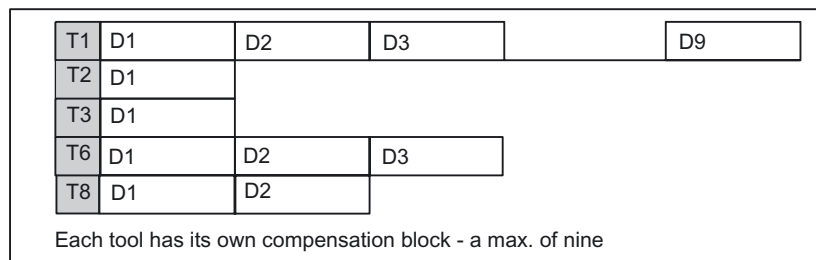 T1 D1 D2 D3 D9
T2 D1
T3 D1
T6 D1 D2 D3
T8 D1 D2
Each tool has its own compensation block - a max. of nine